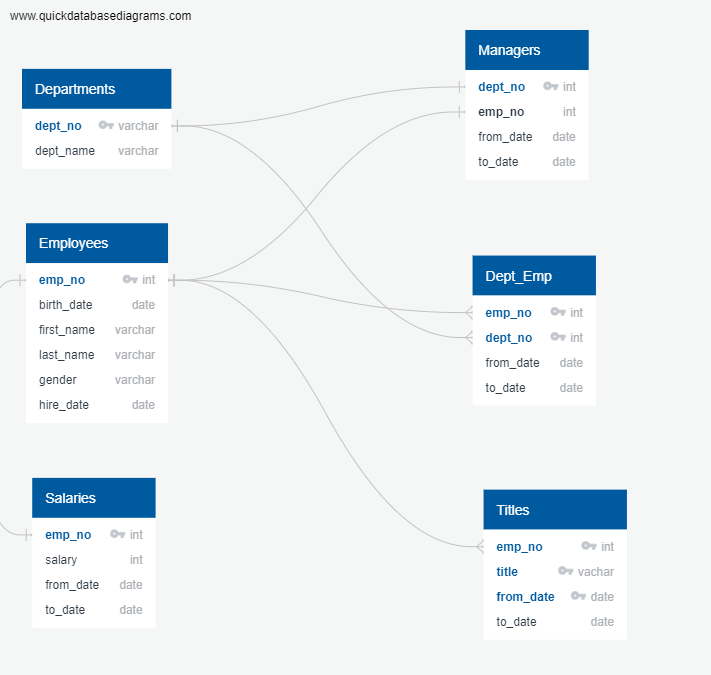 www.quickdatabasediagrams.com
Departments
dept_no varchar
dept_name varchar
Employees
emp_no int
birth_date date
first_name varchar
last_name varchar
gender varchar
hire_date date
Salaries
emp_no int
salary int
from_date date
to_date date
Managers
dept_no int
emp_no int
from_date date
to_date date
Dept_Emp
emp_no int
dept_no int
from_date date
to_date date
Titles
emp_no int
title vachar
from_date date
to_date date